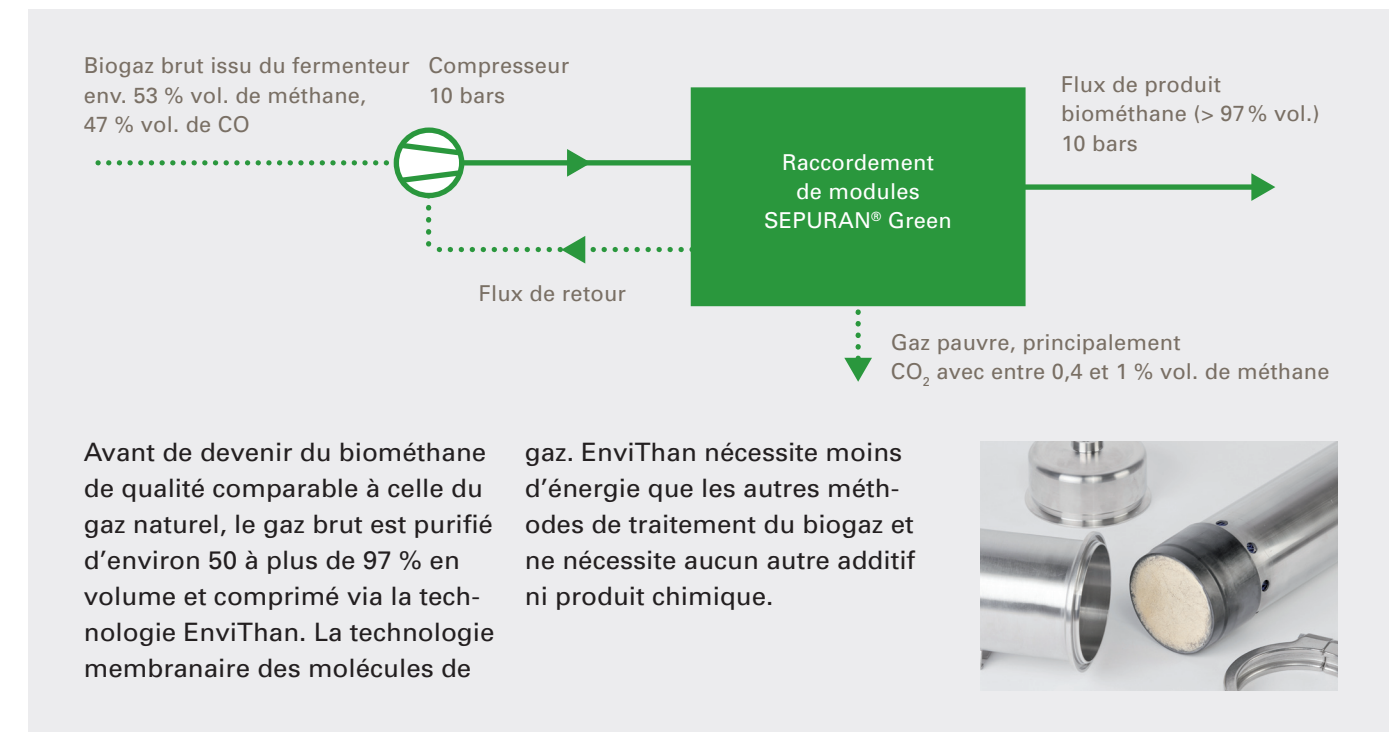 Biogaz brut issu du fermenteur
env. 53 % vol. de méthane,
47 % vol. de CO
Compresseur
10 bars
Raccordement
de modules
SEPURAN® Green
Flux de produit
biométhane (> 97 % vol.)
10 bars
Flux de retour
Gaz pauvre, principalement
CO₂ avec entre 0,4 et 1 % vol. de méthane
Avant de devenir du biométhane
de qualité comparable à celle du
gaz naturel, le gaz brut est purifié
d’environ 50 à plus de 97 % en
volume et comprimé via la tech-
nologie EnviThan. La technologie
membranaire des molécules de
gaz. EnviThan nécessite moins
d’énergie que les autres méth-
odes de traitement du biogaz et
ne nécessite aucun autre additif
ni produit chimique.